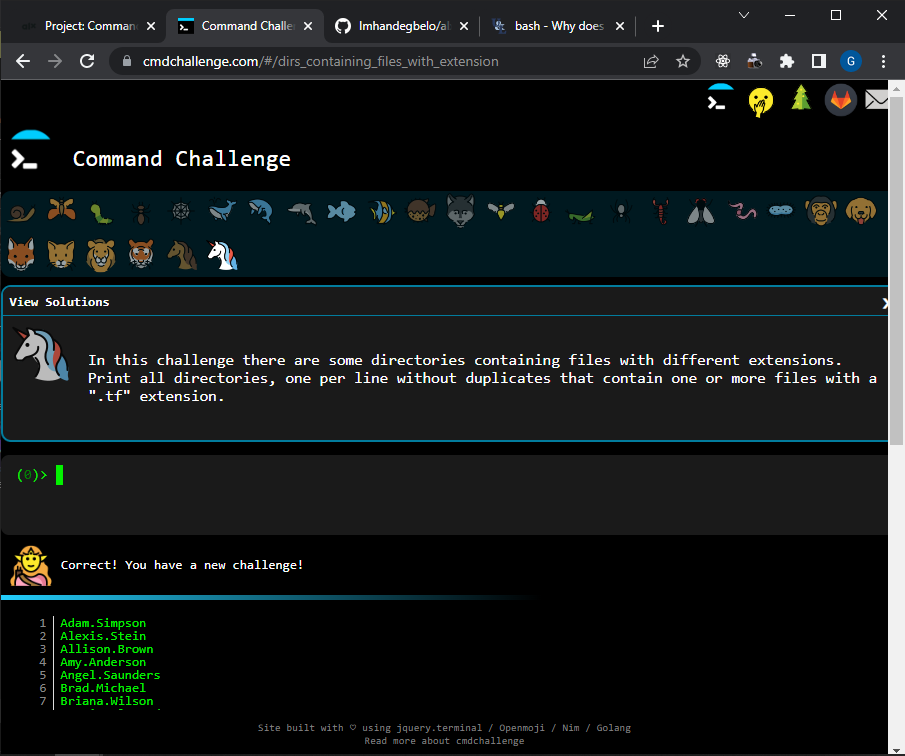 Project: Comman
Command Challe
Imhandegbelo/al
bash - Why does
cmdchallenge.com/#/dirs_containing_files_with_extension
G
Command Challenge
View Solutions
In this challenge there are some directories containing files with different extensions.
Print all directories, one per line without duplicates that contain one or more files with a
".tf" extension.
(0)>
Correct! You have a new challenge!
1 Adam.Simpson
2 Alexis.Stein
3 Allison.Brown
4 Amy.Anderson
5 Angel.Saunders
6 Brad.Michael
7 Briana.Wilson
Site built with ♡ using jquery.terminal / Openmoji / Nim / Golang
Read more about cmdchallenge